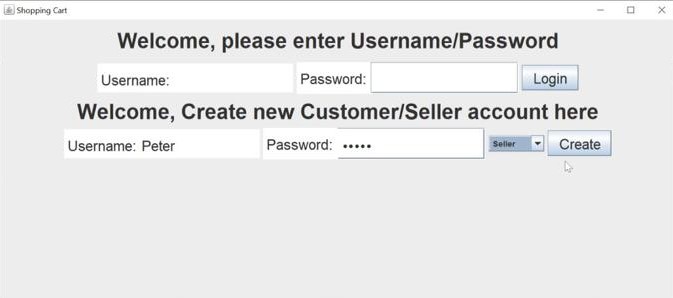 Shopping Cart
Welcome, please enter Username/Password
Username: Password: Login
Welcome, Create new Customer/Seller account here
Username: Peter Password: ••••• Seller Create